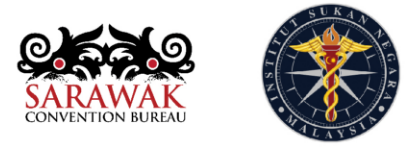 SARAWAK
CONVENTION BUREAU
INSTITUT SUKAN NEGARA
MALAYSIA